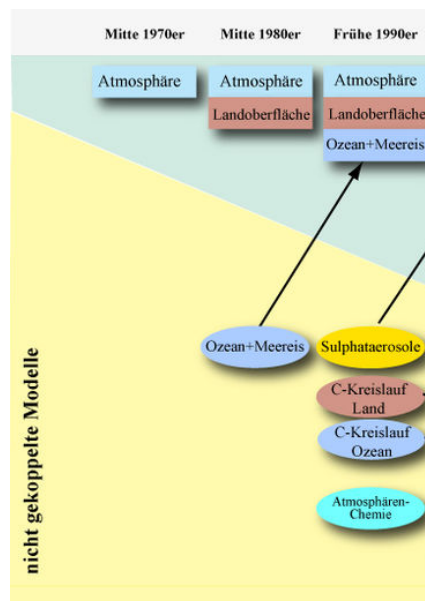 Mitte 1970er
Mitte 1980er
Frühe 1990er
Atmosphäre
Atmosphäre
Landoberfläche
Atmosphäre
Landoberfläche
Ozean+Meereis
Ozean+Meereis
Sulphataerosole
C-Kreislauf
Land
C-Kreislauf
Ozean
Atmosphären-
Chemie
nicht gekoppelte Modelle